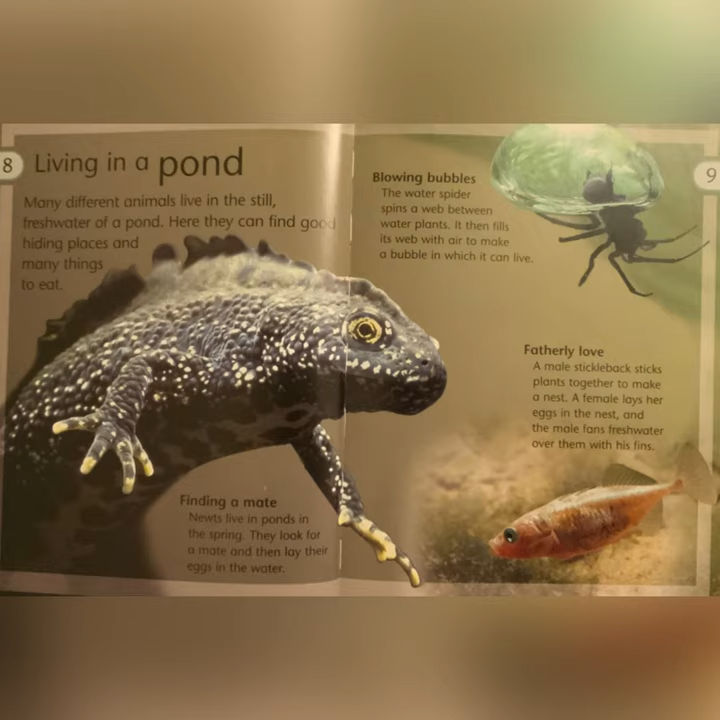 8
Living in a pond
Many different animals live in the still,
freshwater of a pond. Here they can find good
hiding places and
many things
to eat.
Finding a mate
Newts live in ponds in
the spring. They look for
a mate and then lay their
eggs in the water.
9
Blowing bubbles
The water spider
spins a web between
water plants. It then fills
its web with air to make
a bubble in which it can live.
Fatherly love
A male stickleback sticks
plants together to make
a nest. A female lays her
eggs in the nest, and
the male fans freshwater
over them with his fins.